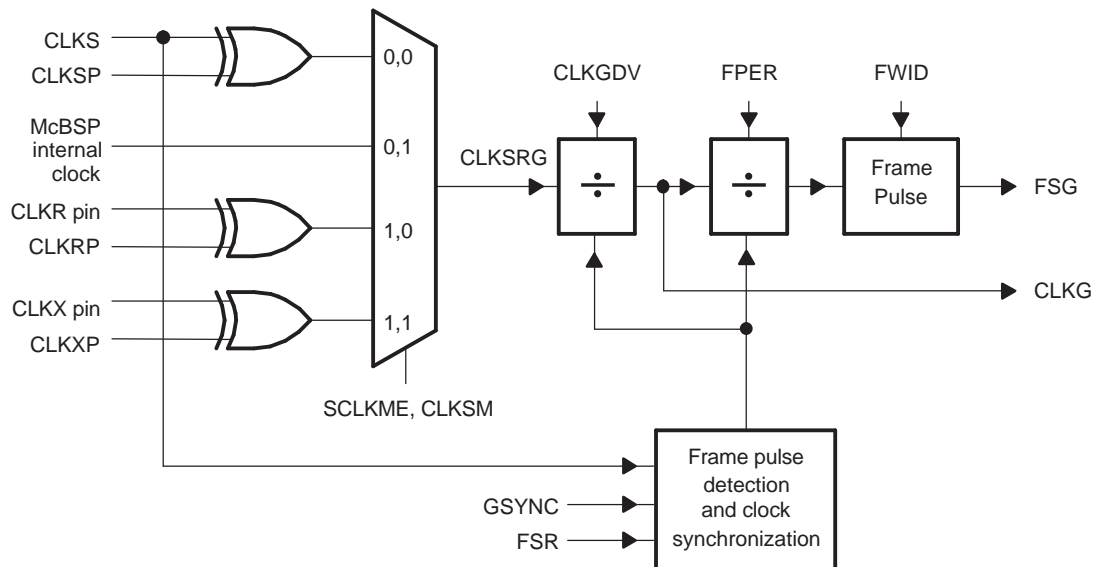 CLKS
CLKSP
McBSP
internal
clock
CLKR pin
CLKRP
CLKX pin
CLKXP
0,0
0,1
1,0
1,1
SCLKME, CLKSM
CLKSRG
CLKGDV
÷
FPER
÷
FWID
Frame
Pulse
FSG
CLKG
GSYNC
FSR
Frame pulse
detection
and clock
synchronization